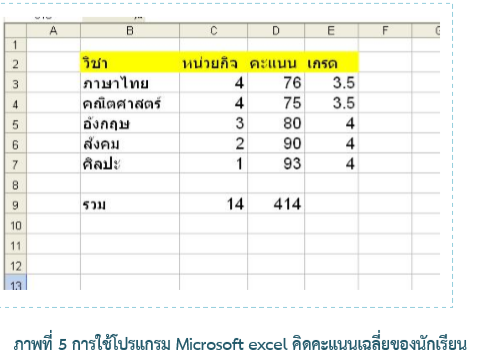 A B C D E F
1
2 วิชา หน่วยกิจ คะแนน เกรด
3 ภาษาไทย 4 76 3.5
4 คณิตศาสตร์ 4 75 3.5
5 อังกฤษ 3 80 4
6 สังคม 2 90 4
7 ศิลปะ 1 93 4
8
9 รวม 14 414
10
11
12
13
ภาพที่ 5 การใช้โปรแกรม Microsoft excel คิดคะแนนเฉลี่ยของนักเรียน